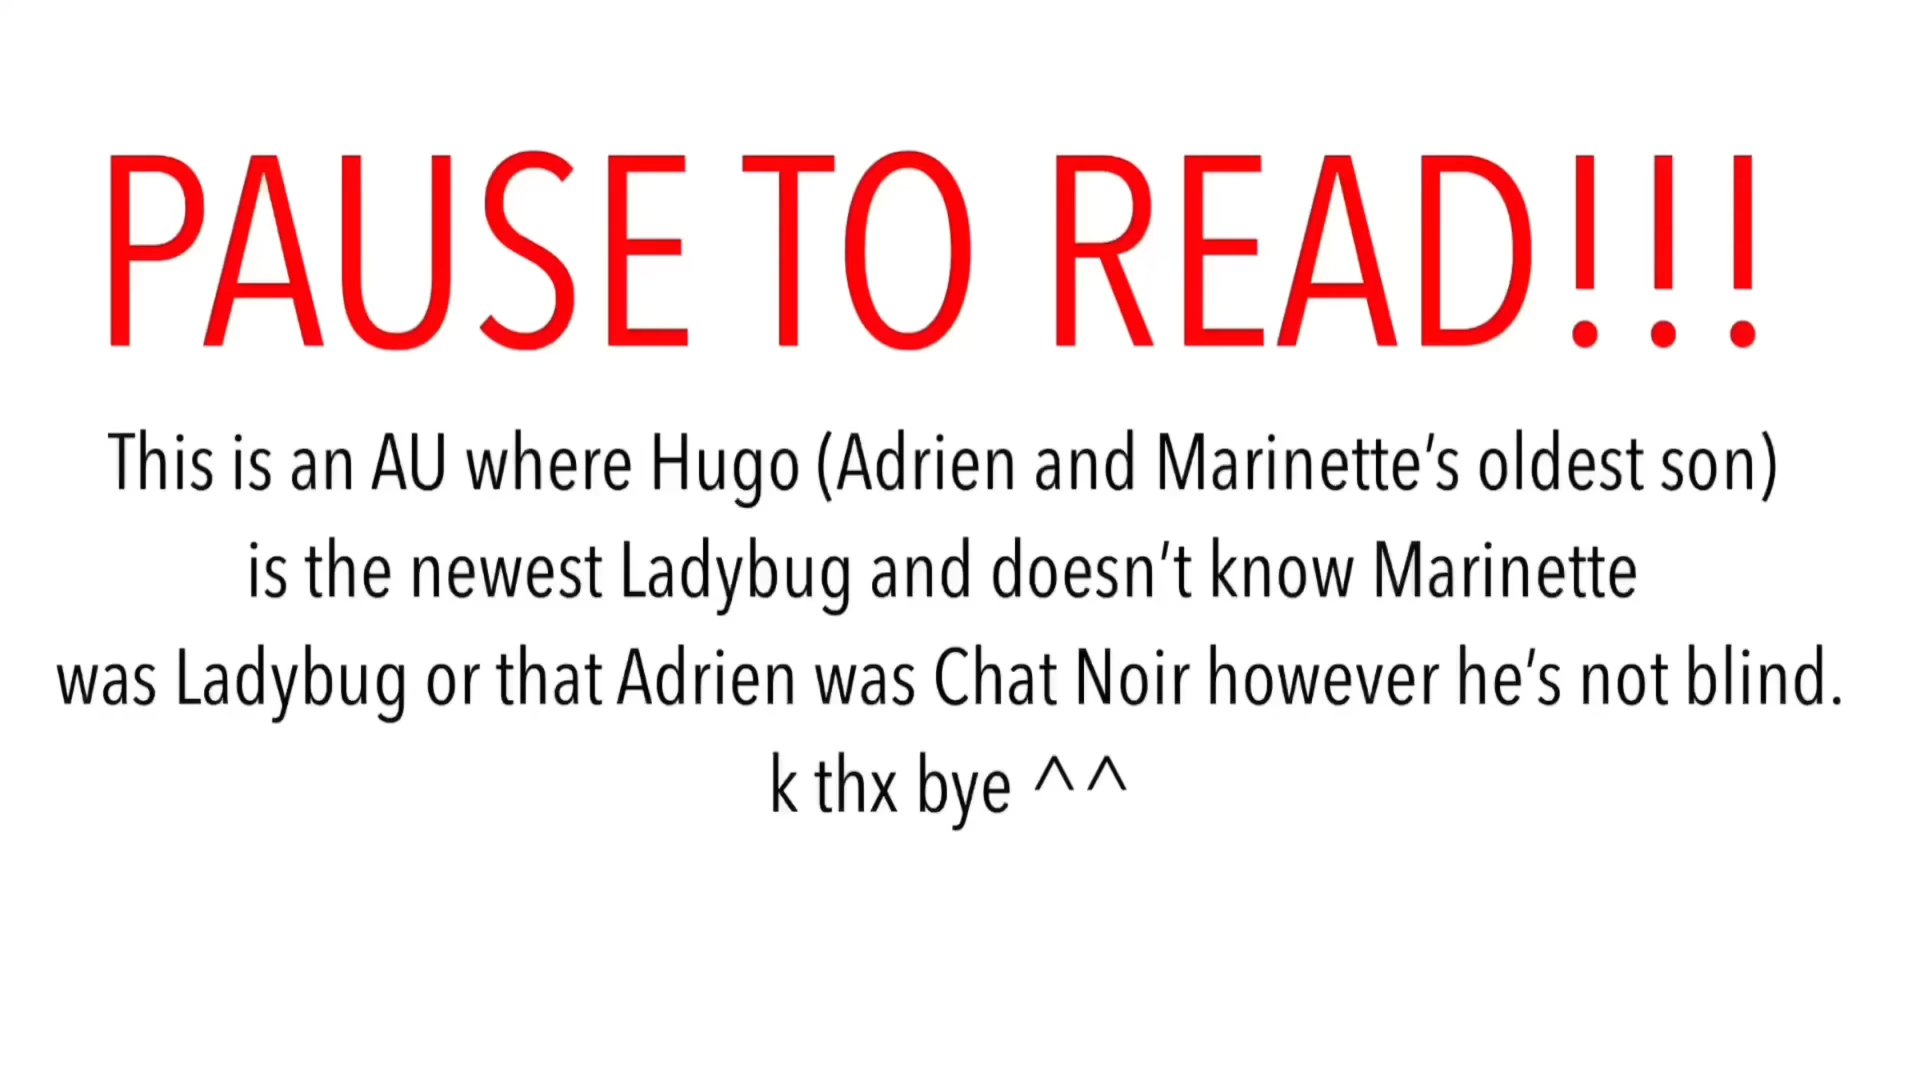 PAUSE TO READ!!!
This is an AU where Hugo (Adrien and Marinette’s oldest son)
is the newest Ladybug and doesn’t know Marinette
was Ladybug or that Adrien was Chat Noir however he’s not blind.
k thx bye ^^